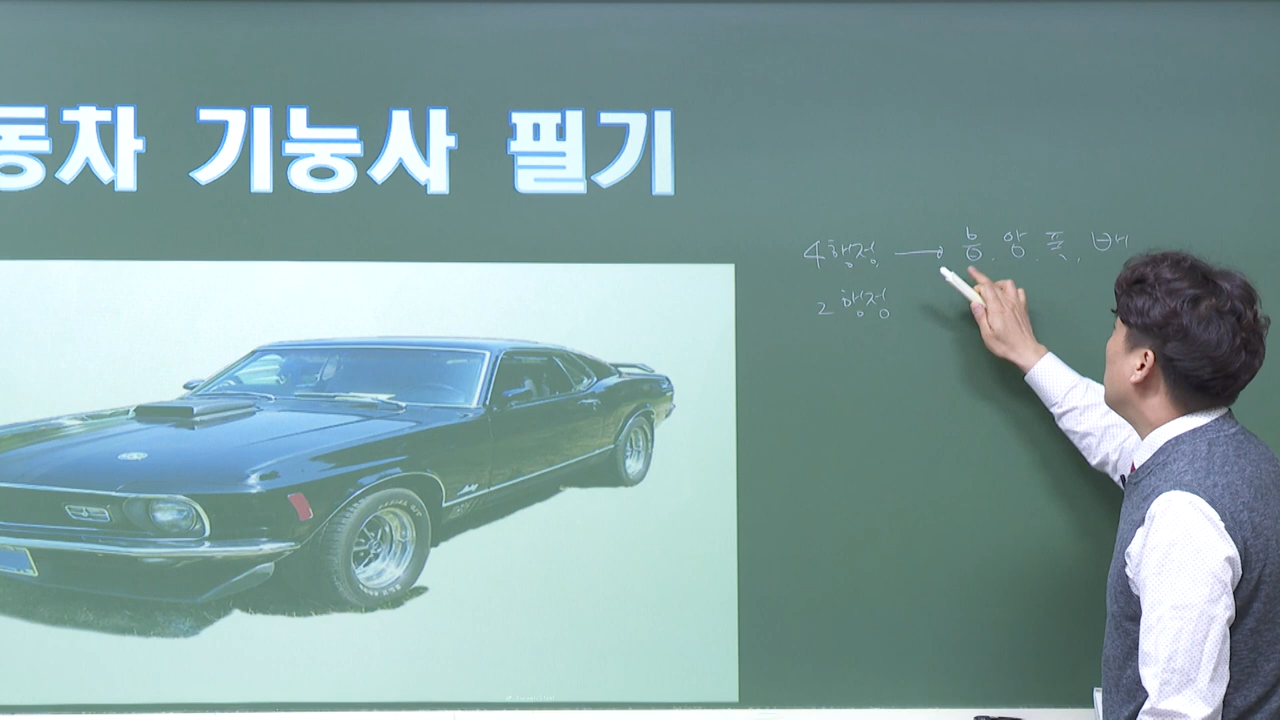 동차 기능사 필기
4행정 → 흡. 압. 폭. 배
2행정